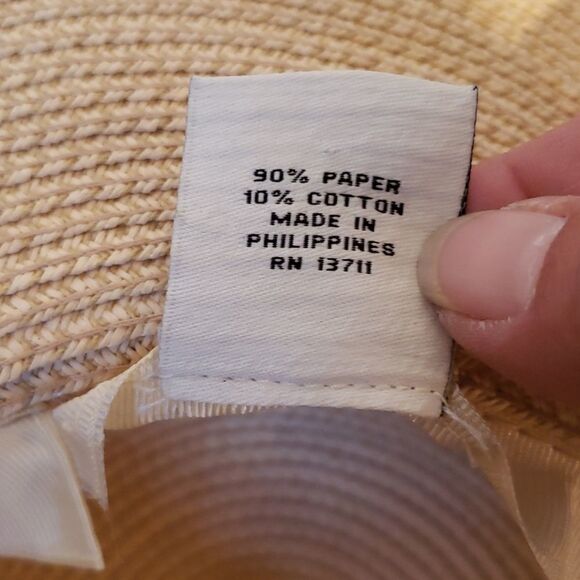 90% PAPER
10% COTTON
MADE IN
PHILIPPINES
RN 13711